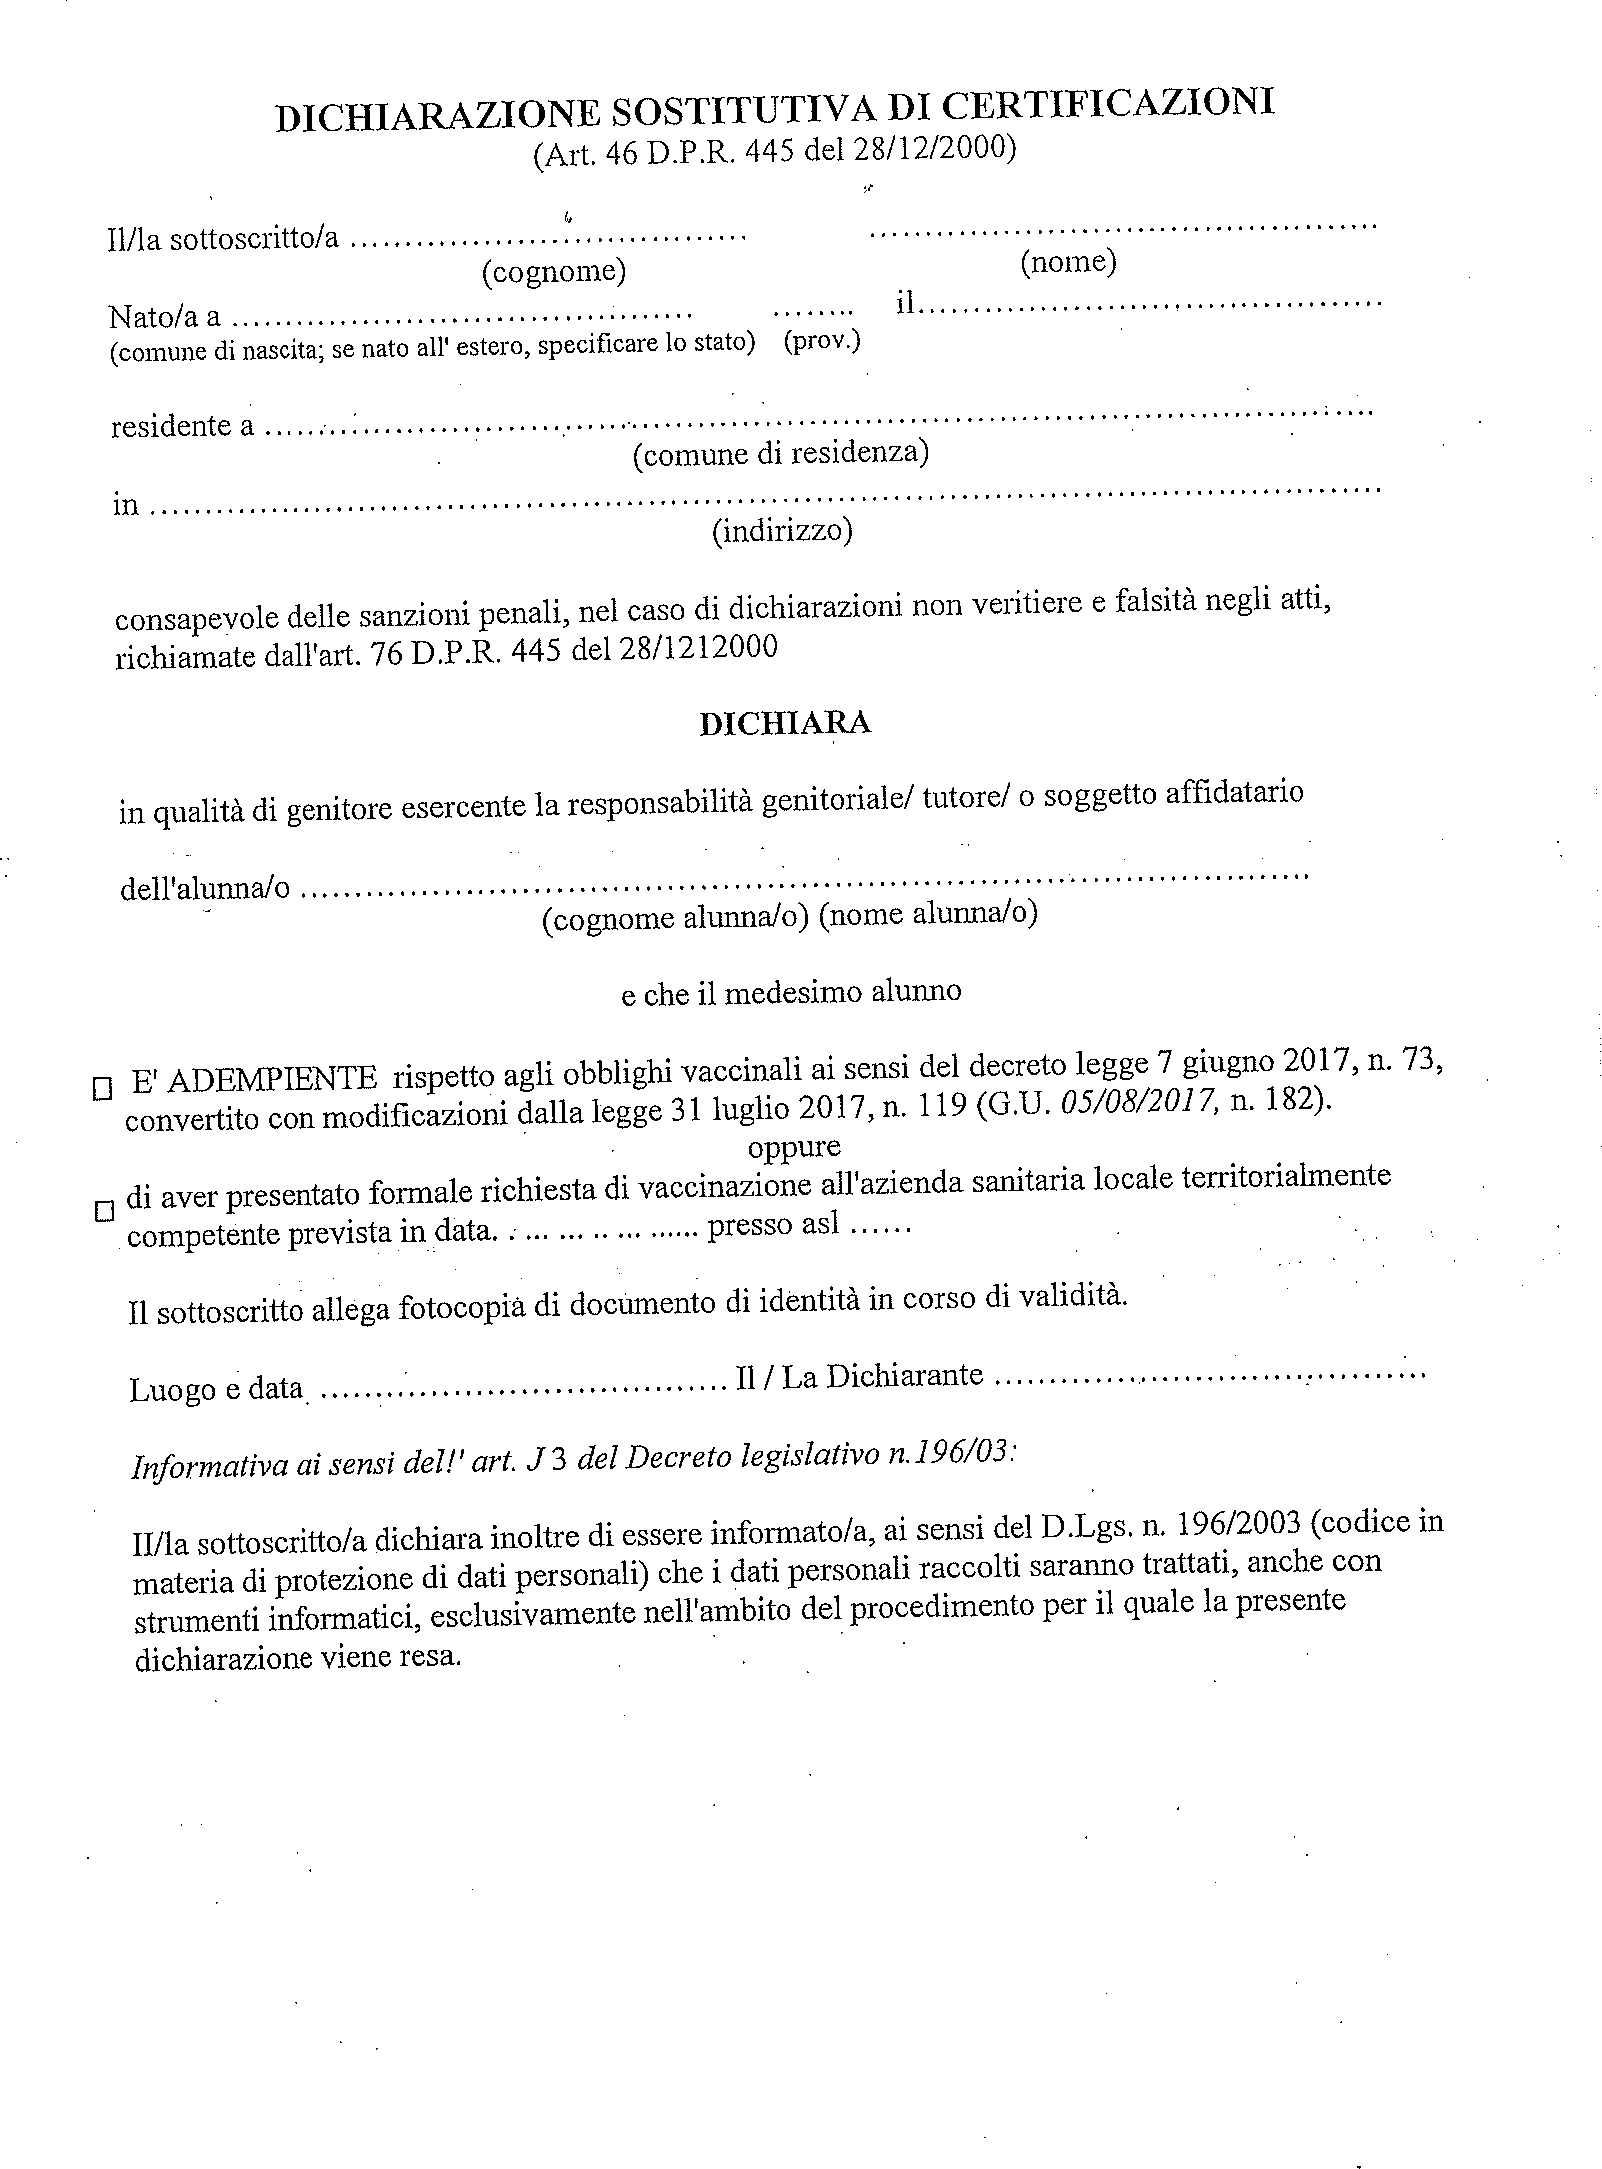 DICHIARAZIONE SOSTITUTIVA DI CERTIFICAZIONI
(Art. 46 D.P.R. 445 del 28/12/2000)
Il/la sottoscritto/a ..................................... ..............................................
(cognome) (nome)
Nato/a a .......................................... ........ il..........................................
(comune di nascita; se nato all' estero, specificare lo stato) (prov.)
residente a ....................................................................................................
(comune di residenza)
in ................................................................................................................
(indirizzo)
consapevole delle sanzioni penali, nel caso di dichiarazioni non veritiere e falsità negli atti,
richiamate dall'art. 76 D.P.R. 445 del 28/1212000
DICHIARA
in qualità di genitore esercente la responsabilità genitoriale/ tutore/ o soggetto affidatario
dell'alunna/o ............................................................................................
(cognome alunna/o) (nome alunna/o)
e che il medesimo alunno
□ E' ADEMPIENTE rispetto agli obblighi vaccinali ai sensi del decreto legge 7 giugno 2017, n. 73,
convertito con modificazioni dalla legge 31 luglio 2017, n. 119 (G.U. 05/08/2017, n. 182).
oppure
□ di aver presentato formale richiesta di vaccinazione all'azienda sanitaria locale territorialmente
competente prevista in data. . ... ... .. ... ...... presso asl ......
Il sottoscritto allega fotocopia di documento di identità in corso di validità.
Luogo e data ..................................... Il / La Dichiarante .......................................
Informativa ai sensi del!' art. J 3 del Decreto legislativo n.196/03:
II/la sottoscritto/a dichiara inoltre di essere informato/a, ai sensi del D.Lgs. n. 196/2003 (codice in
materia di protezione di dati personali) che i dati personali raccolti saranno trattati, anche con
strumenti informatici, esclusivamente nell'ambito del procedimento per il quale la presente
dichiarazione viene resa.